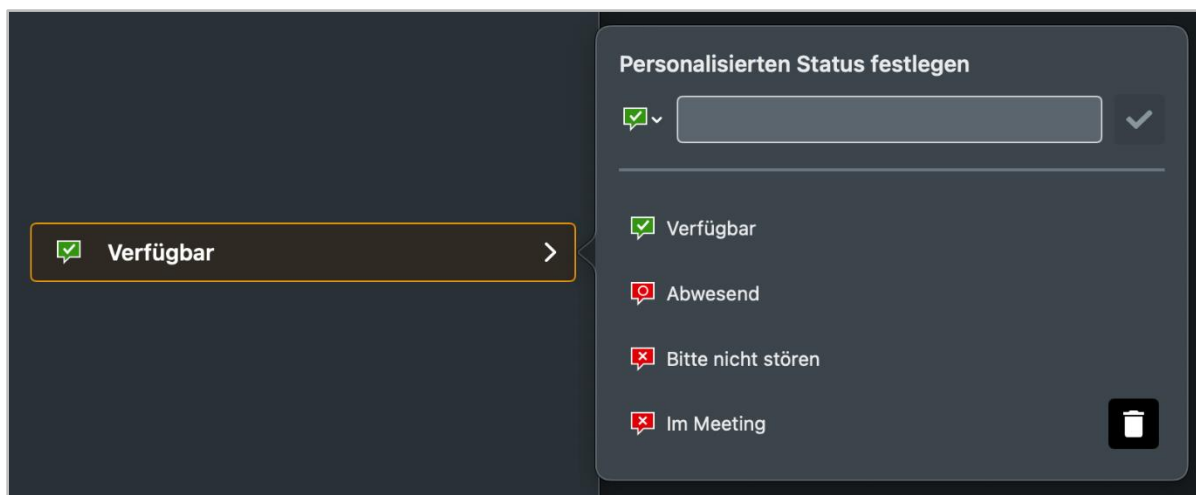 Verfügbar
Personalisierten Status festlegen
Verfügbar
Abwesend
Bitte nicht stören
Im Meeting